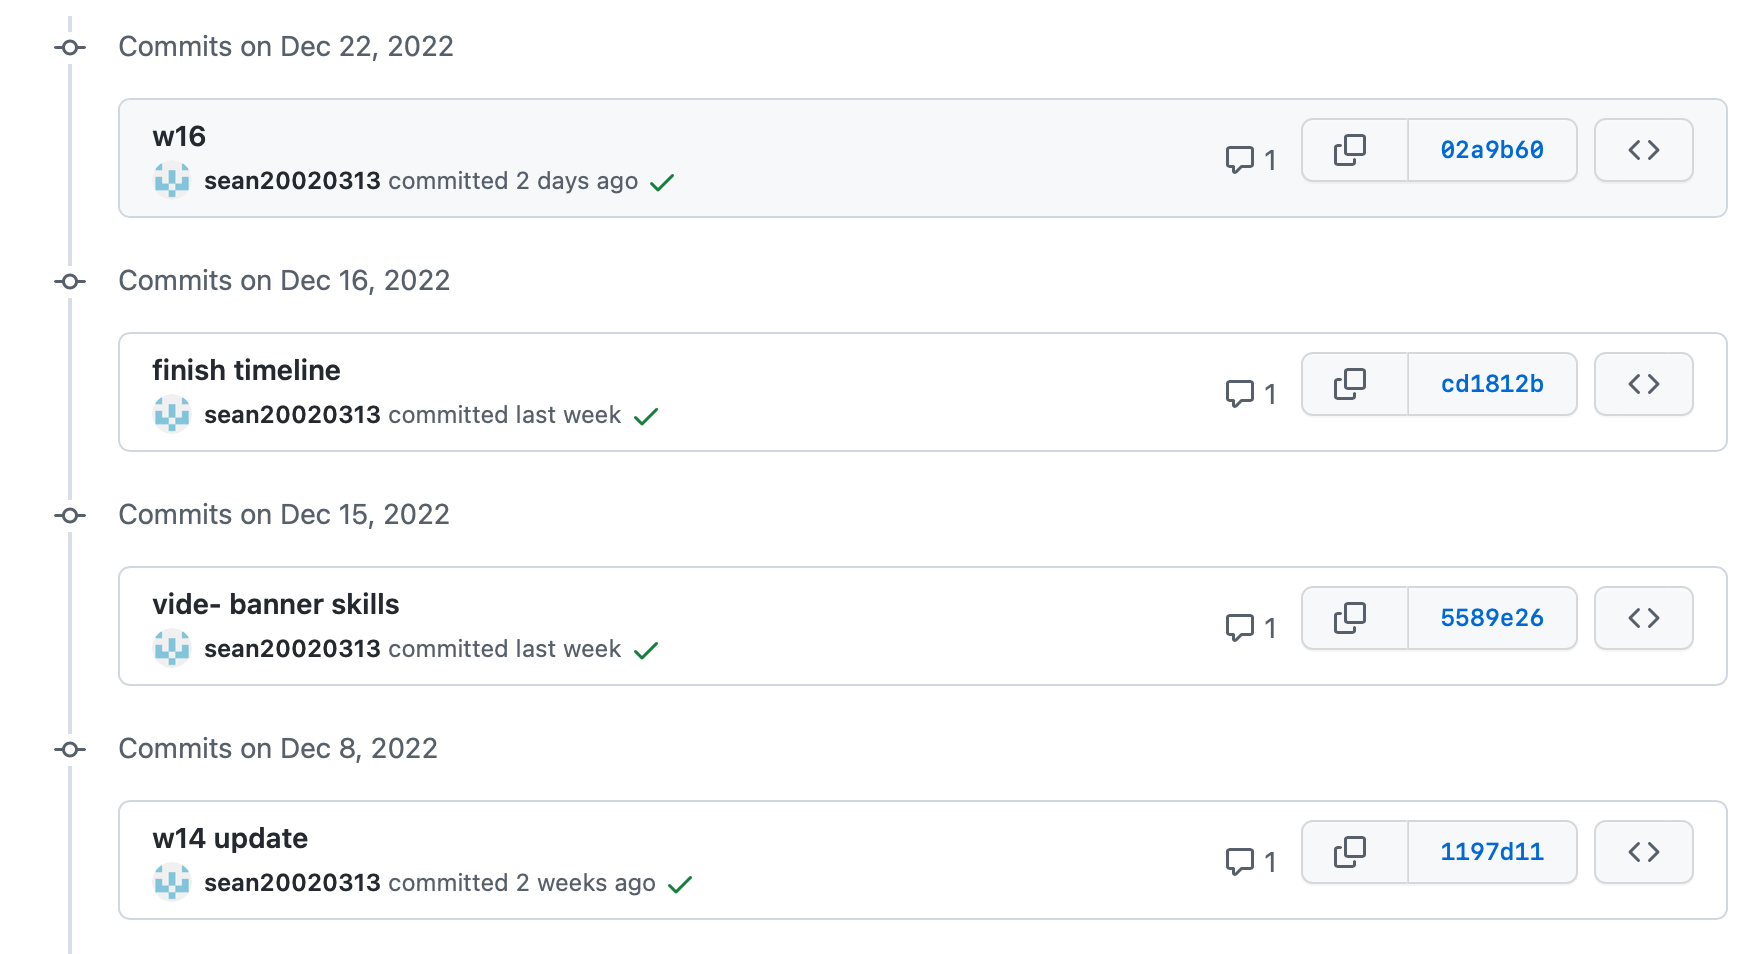 Commits on Dec 22, 2022
w16
sean20020313 committed 2 days ago
1
02a9b60
Commits on Dec 16, 2022
finish timeline
sean20020313 committed last week
1
cd1812b
Commits on Dec 15, 2022
vide- banner skills
sean20020313 committed last week
1
5589e26
Commits on Dec 8, 2022
w14 update
sean20020313 committed 2 weeks ago
1
1197d11